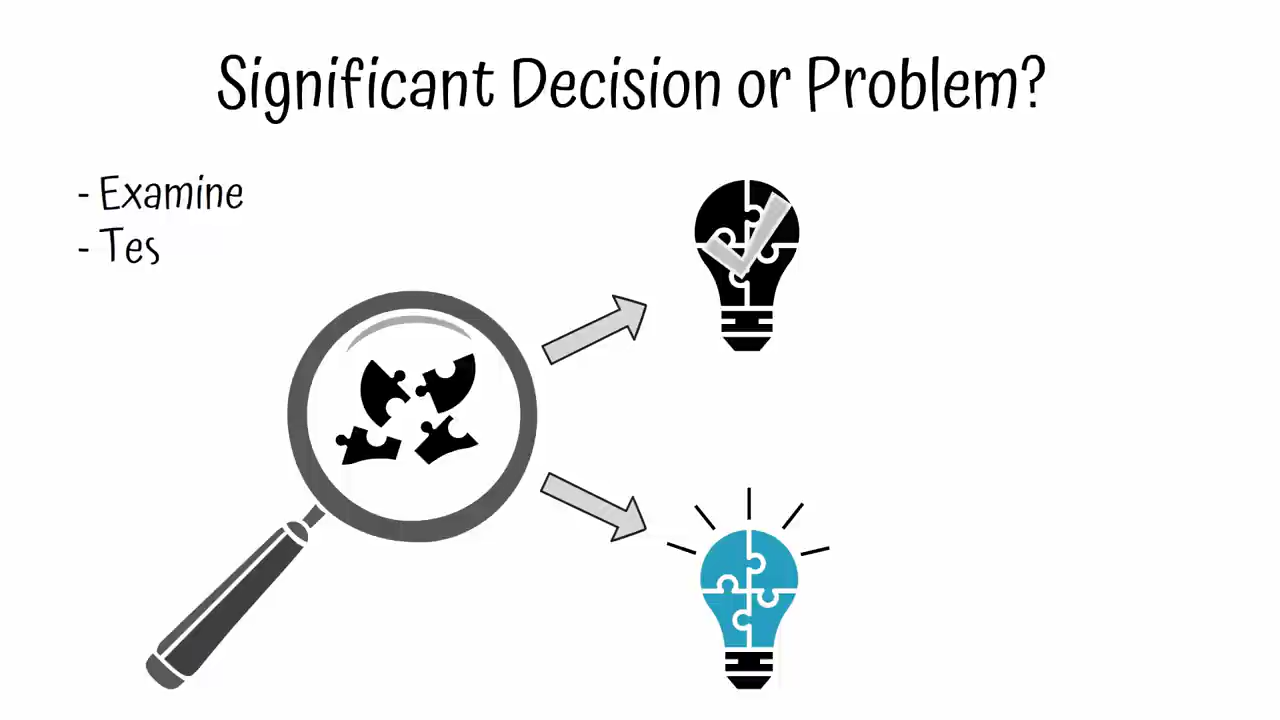 Significant Decision or Problem?
- Examine
- Tes